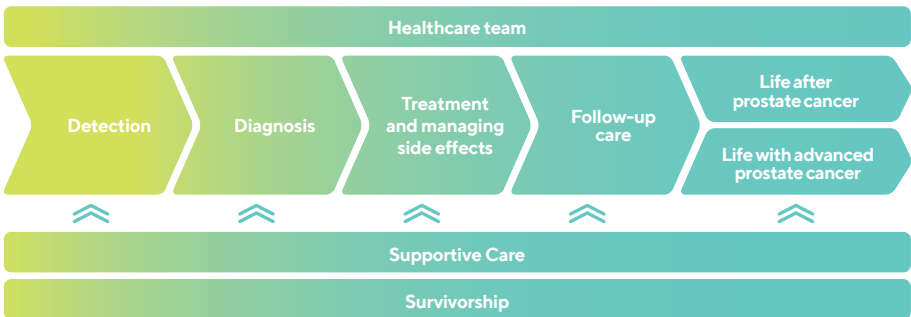 Healthcare team
Detection
Diagnosis
Treatment
and managing
side effects
Follow-up
care
Life after
prostate cancer
Life with advanced
prostate cancer
Supportive Care
Survivorship